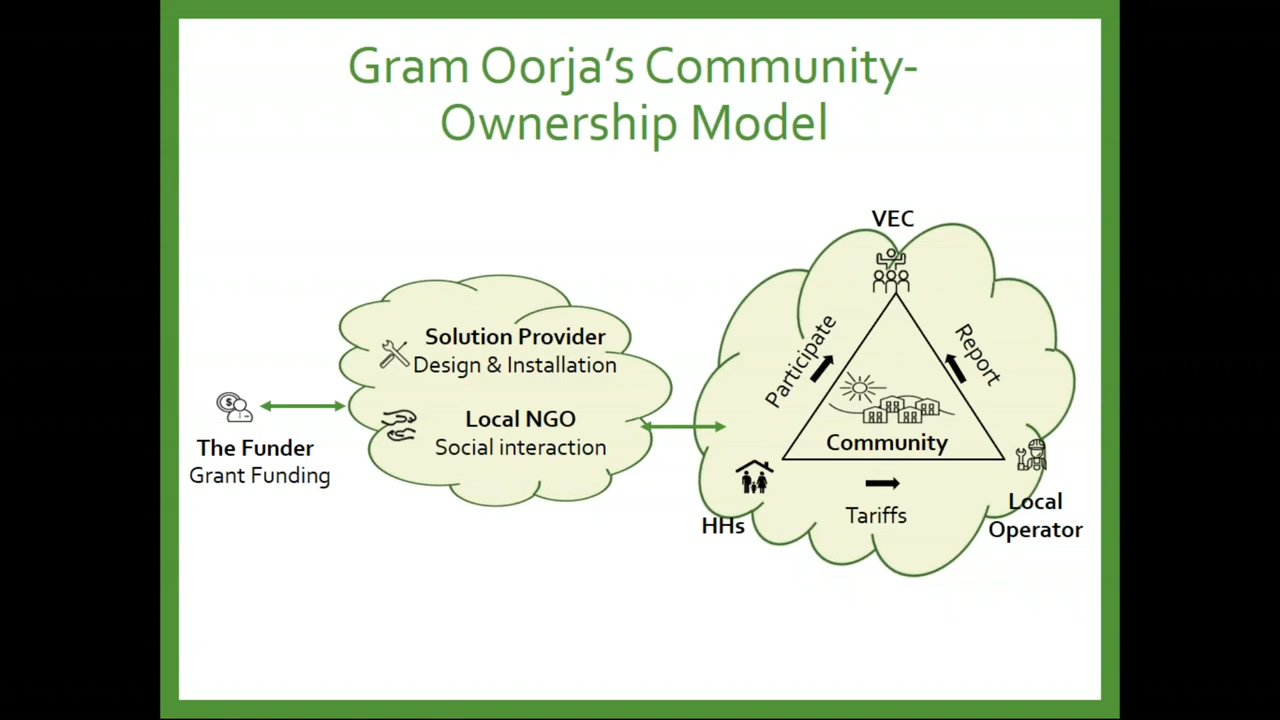 Gram Oorja's Community-
Ownership Model
The Funder
Grant Funding
Solution Provider
Design & Installation
Local NGO
Social interaction
VEC
Participate
Report
Community
HHs
Tariffs
Local
Operator